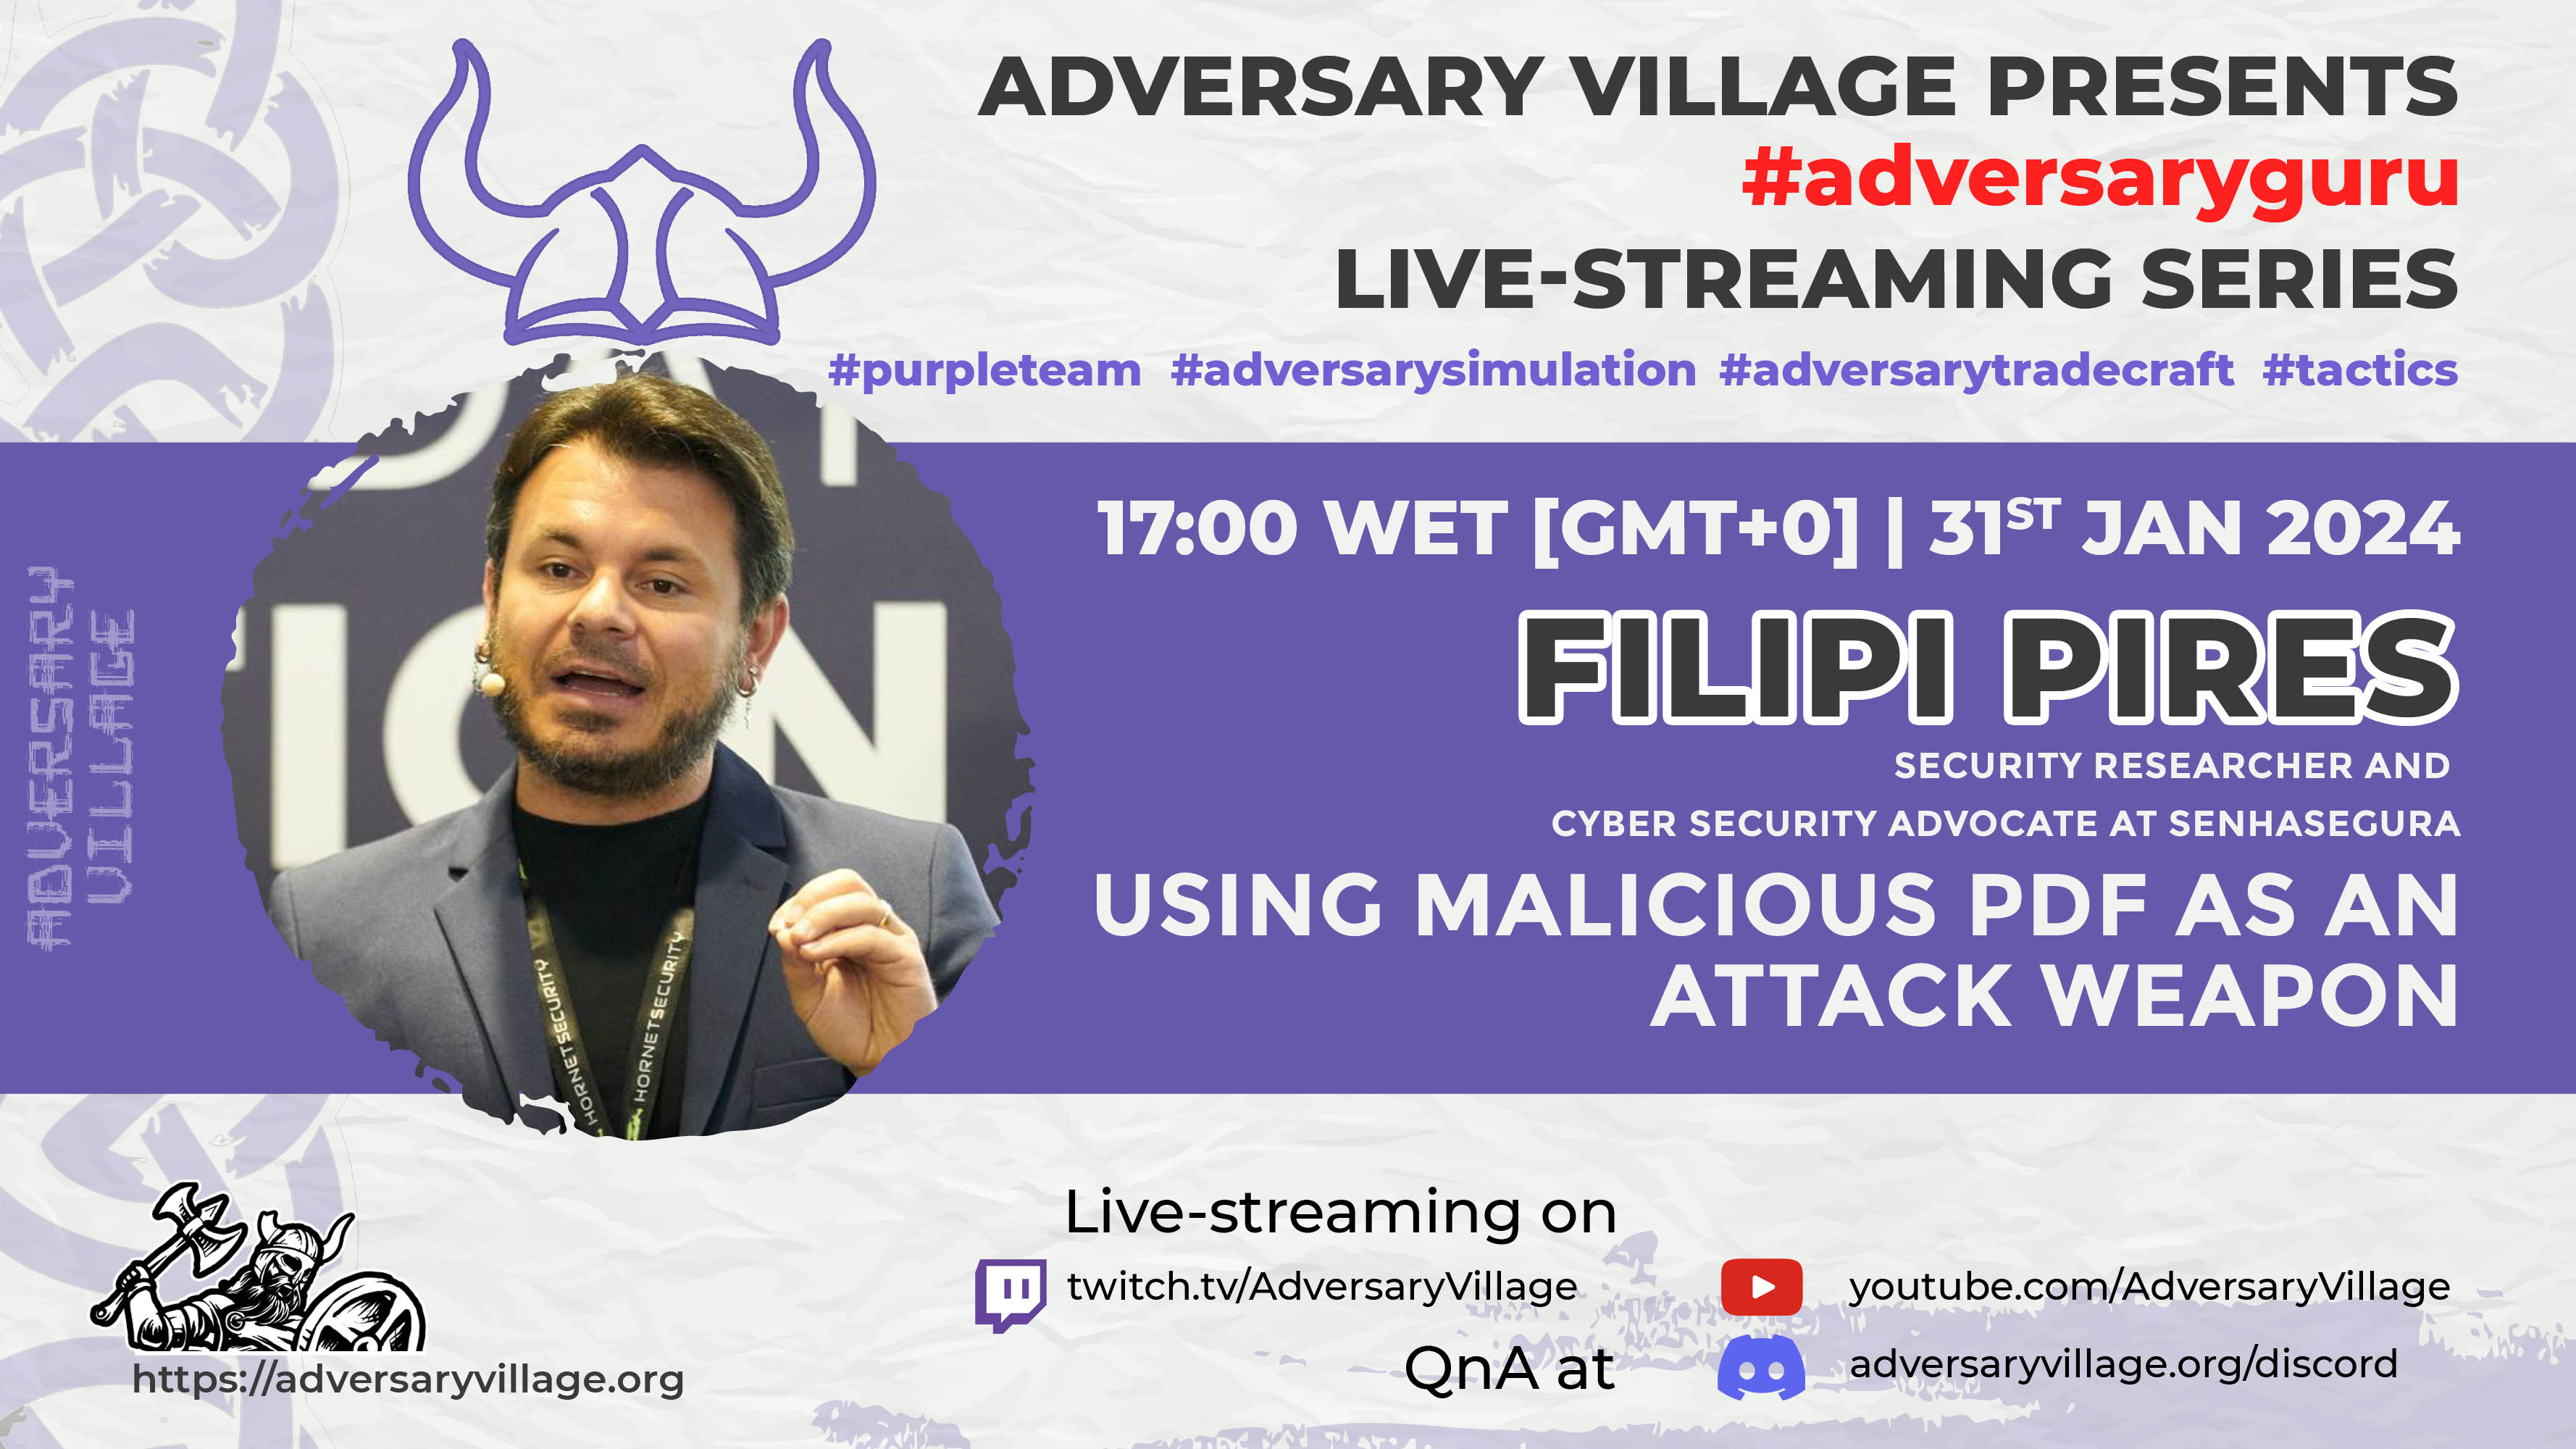 ADVERSARY VILLAGE PRESENTS
#adversaryguru
LIVE-STREAMING SERIES
#purpleteam #adversarysimulation #adversarytradecraft #tactics
17:00 WET [GMT+0] | 31ST JAN 2024
FILIPI PIRES
SECURITY RESEARCHER AND
CYBER SECURITY ADVOCATE AT SENHASEGURA
USING MALICIOUS PDF AS AN
ATTACK WEAPON
ADVERSARY
VILLAGE
HORNETSECURITY
HORNETSECURITY
Live-streaming on
twitch.tv/AdversaryVillage
youtube.com/AdversaryVillage
QnA at
adversaryvillage.org/discord
https://adversaryvillage.org